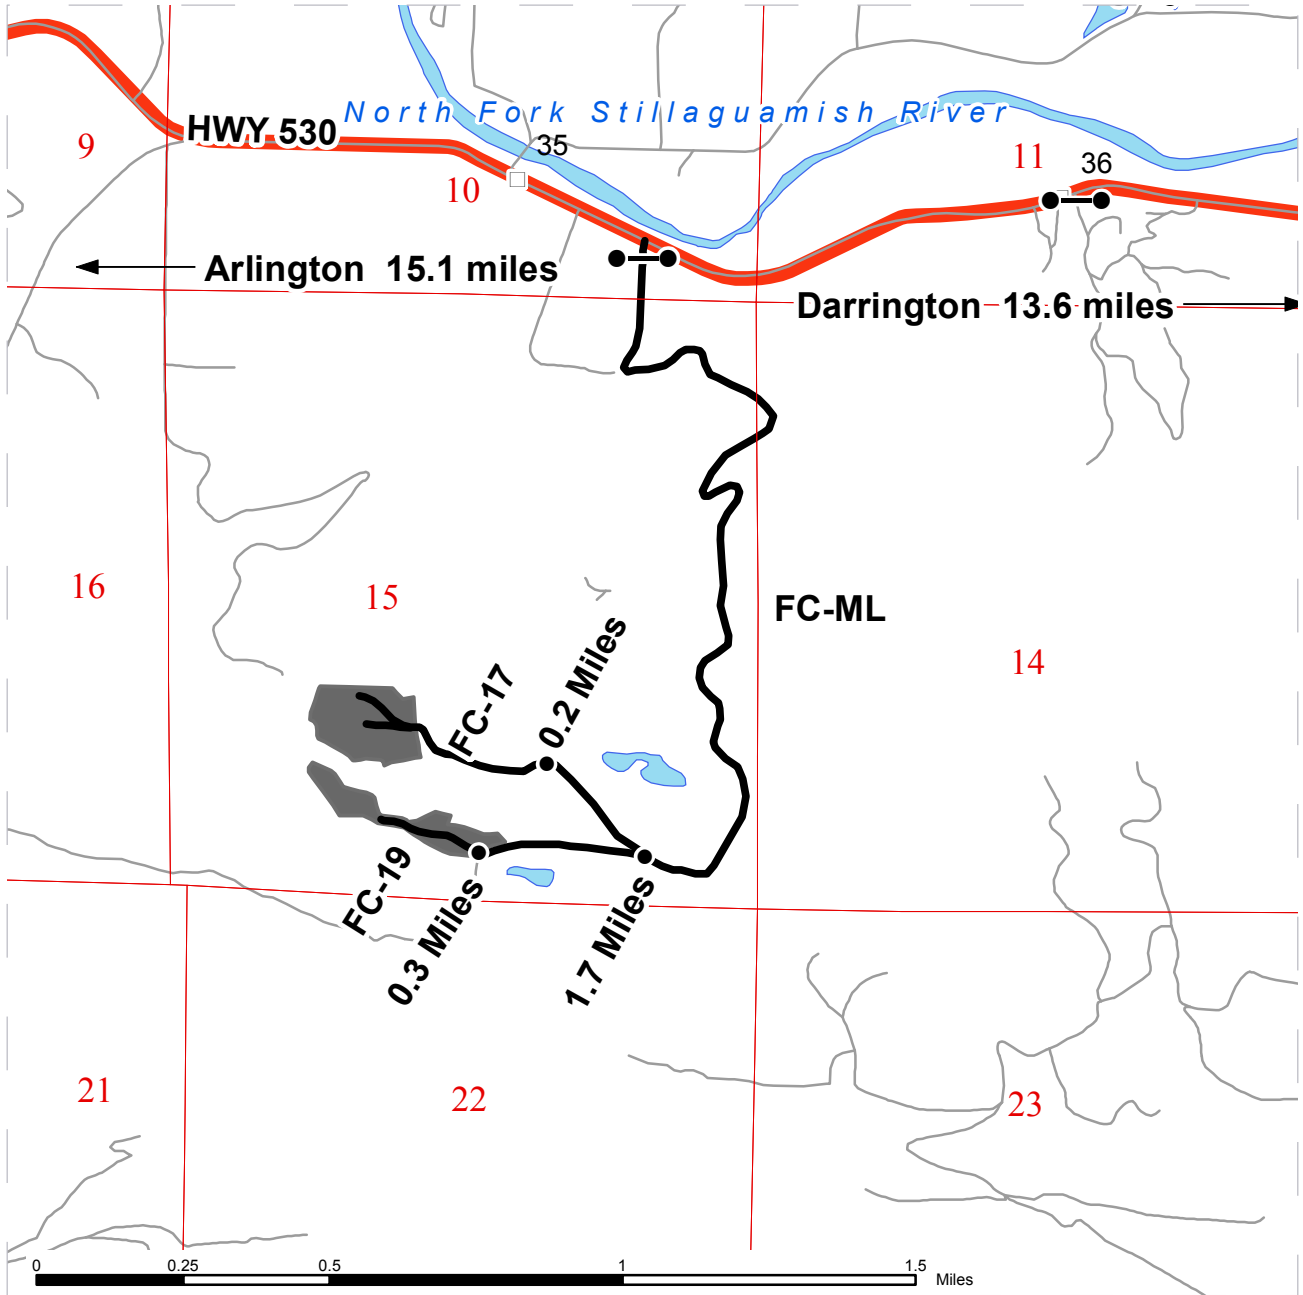 North Fork Stillaguamish River
HWY 530
35
9
10
11
36
Arlington 15.1 miles
Darrington 13.6 miles
16
15
FC-ML
14
FC-17
0.2 Miles
FC-19
0.3 Miles
1.7 Miles
21
22
23
0 0.25 0.5 1 1.5
Miles